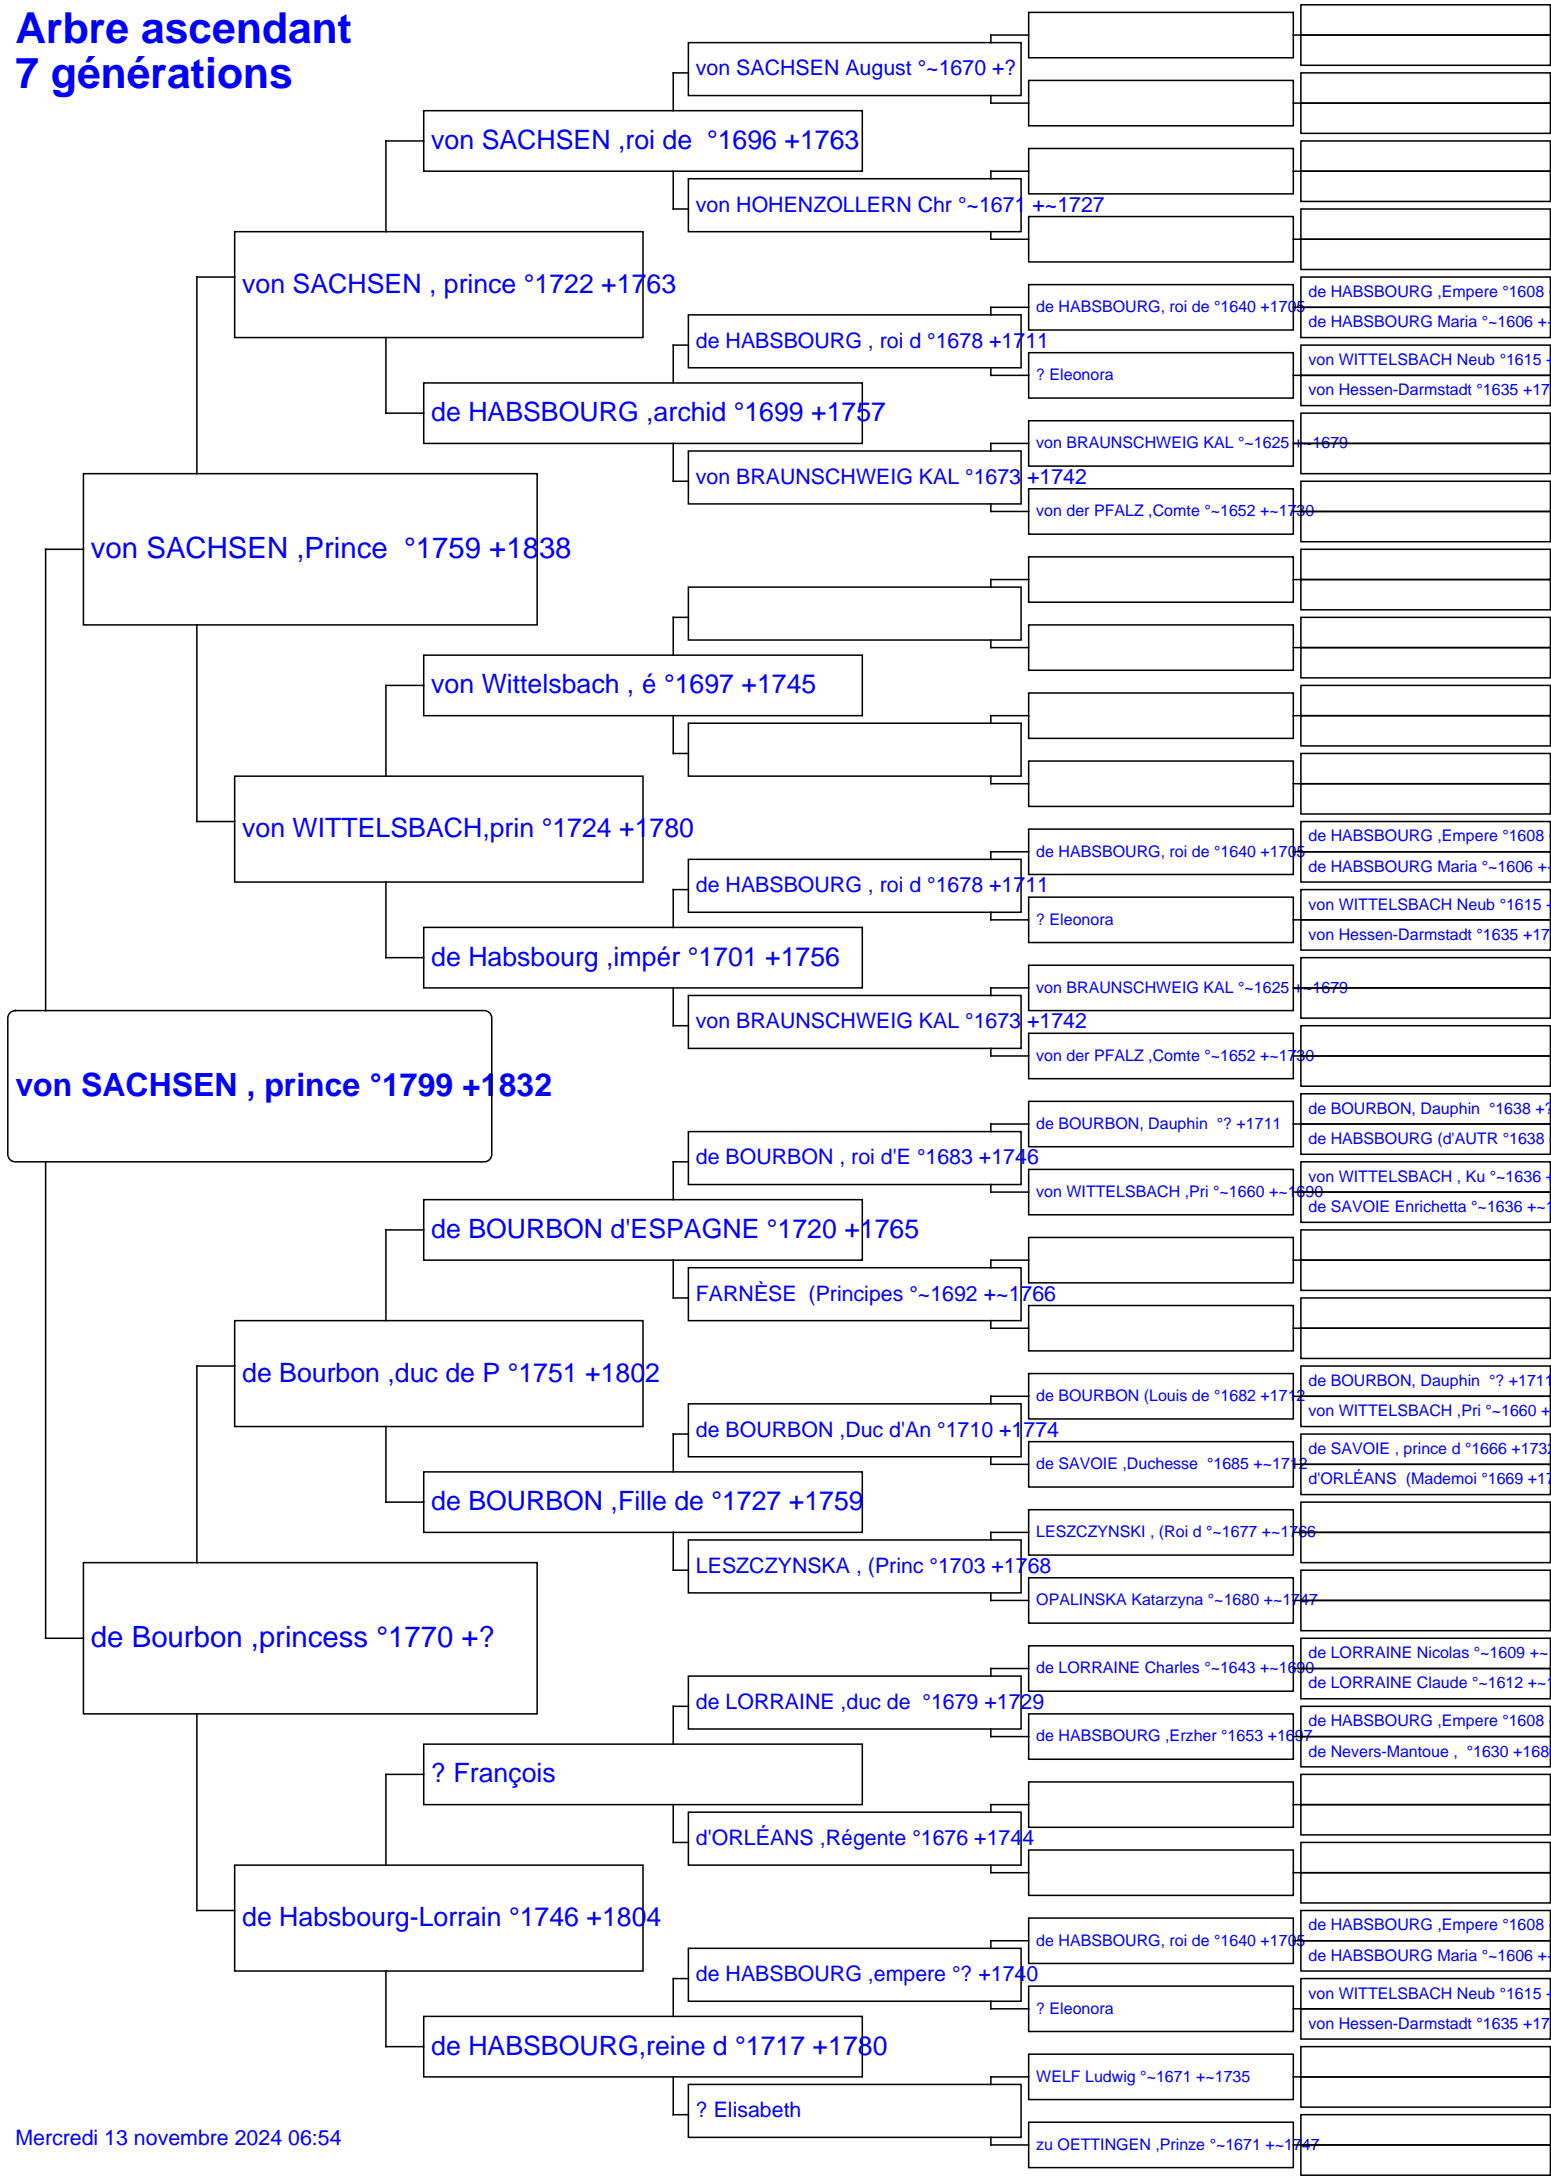 Arbre ascendant
7 générations
von SACHSEN , prince °1799 +1832
von SACHSEN ,Prince  °1759 +1838
de Bourbon ,princess °1770 +?
von SACHSEN , prince °1722 +1763
von WITTELSBACH,prin °1724 +1780
de Bourbon ,duc de P °1751 +1802
de Habsbourg-Lorrain °1746 +1804
von SACHSEN ,roi de  °1696 +1763
de HABSBOURG ,archid °1699 +1757
von Wittelsbach , é °1697 +1745
de Habsbourg ,impér °1701 +1756
de BOURBON d'ESPAGNE °1720 +1765
de BOURBON ,Fille de °1727 +1759
? François
de HABSBOURG,reine d °1717 +1780
von SACHSEN August °~1670 +?
von HOHENZOLLERN Chr °~1671 +~1727
de HABSBOURG , roi d °1678 +1711
von BRAUNSCHWEIG KAL °1673 +1742
de HABSBOURG , roi d °1678 +1711
von BRAUNSCHWEIG KAL °1673 +1742
de BOURBON , roi d'E °1683 +1746
FARNÈSE  (Principes °~1692 +~1766
de BOURBON ,Duc d'An °1710 +1774
LESZCZYNSKA , (Princ °1703 +1768
de LORRAINE ,duc de  °1679 +1729
d'ORLÉANS ,Régente °1676 +1744
de HABSBOURG ,empere °? +1740
? Elisabeth
de HABSBOURG, roi de °1640 +1705
? Eleonora
von BRAUNSCHWEIG KAL °~1625 +~1679
von der PFALZ ,Comte °~1652 +~1730
de HABSBOURG, roi de °1640 +1705
? Eleonora
von BRAUNSCHWEIG KAL °~1625 +~1679
von der PFALZ ,Comte °~1652 +~1730
de BOURBON, Dauphin  °? +1711
von WITTELSBACH ,Pri °~1660 +~1690
de BOURBON (Louis de °1682 +1712
de SAVOIE ,Duchesse  °1685 +~1712
LESZCZYNSKI , (Roi d °~1677 +~1766
OPALINSKA Katarzyna °~1680 +~1747
de LORRAINE Charles °~1643 +~1690
de HABSBOURG ,Erzher °1653 +1697
de HABSBOURG, roi de °1640 +1705
? Eleonora
WELF Ludwig °~1671 +~1735
zu OETTINGEN ,Prinze °~1671 +~1747
de HABSBOURG ,Empere °1608
de HABSBOURG Maria °~1606 +~
von WITTELSBACH Neub °1615 +
von Hessen-Darmstadt °1635 +17
de HABSBOURG ,Empere °1608
de HABSBOURG Maria °~1606 +~
von WITTELSBACH Neub °1615 +
von Hessen-Darmstadt °1635 +17
de BOURBON, Dauphin  °1638 +?
de HABSBOURG (d'AUTR °1638
von WITTELSBACH , Ku °~1636 +
de SAVOIE Enrichetta °~1636 +~1
de BOURBON, Dauphin  °? +1711
von WITTELSBACH ,Pri °~1660 +
de SAVOIE , prince d °1666 +1732
d'ORLÉANS  (Mademoi °1669 +17
de LORRAINE Nicolas °~1609 +~
de LORRAINE Claude °~1612 +~1
de HABSBOURG ,Empere °1608
de Nevers-Mantoue ,  °1630 +168
de HABSBOURG ,Empere °1608
de HABSBOURG Maria °~1606 +~
von WITTELSBACH Neub °1615 +
von Hessen-Darmstadt °1635 +17
Mercredi 13 novembre 2024 06:54